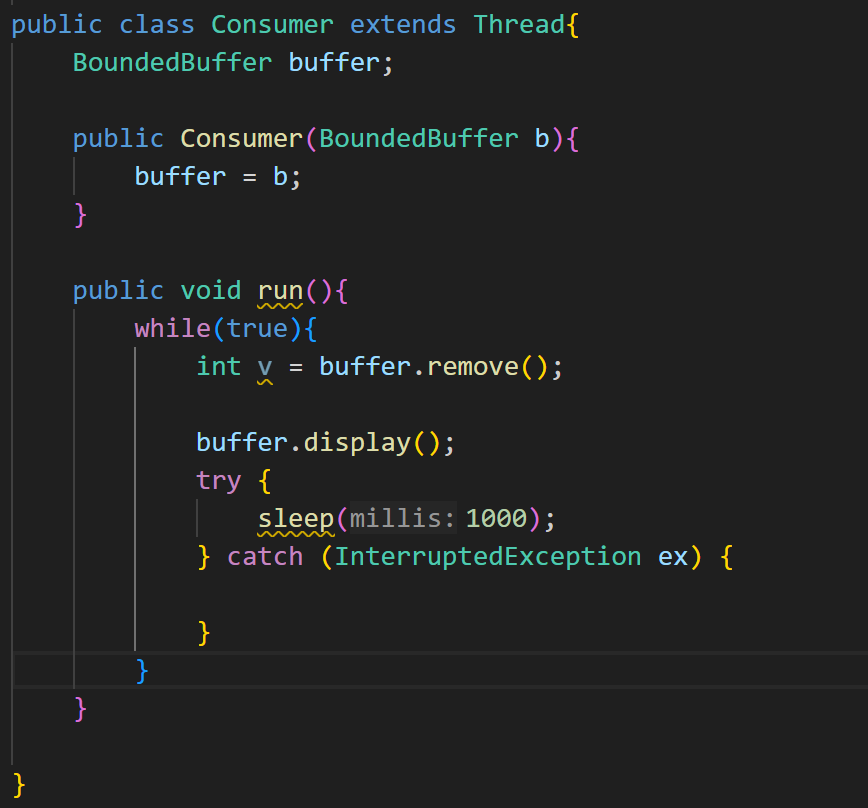 public class Consumer extends Thread{
    BoundedBuffer buffer;

    public Consumer(BoundedBuffer b){
        buffer = b;
    }

    public void run(){
        while(true){
            int v = buffer.remove();

            buffer.display();
            try {
                sleep(millis: 1000);
            } catch (InterruptedException ex) {

            }
        }
    }

}